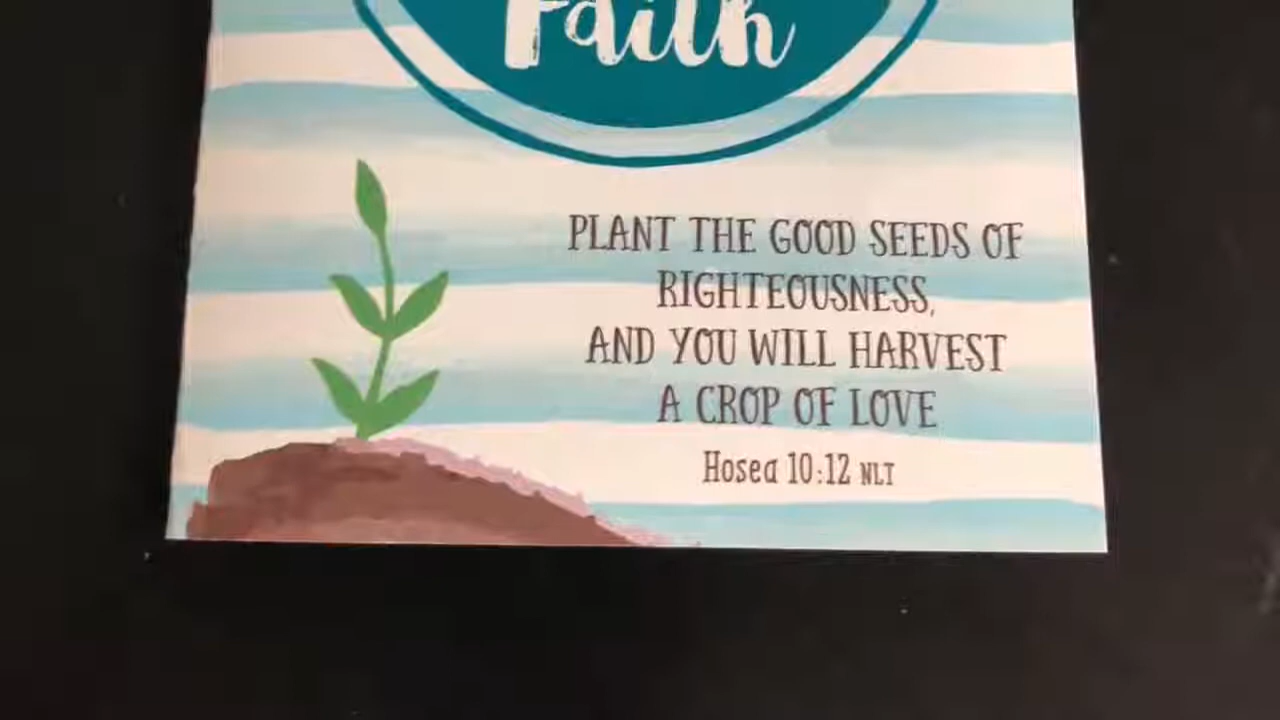 Faith
PLANT THE GOOD SEEDS OF
RIGHTEOUSNESS,
AND YOU WILL HARVEST
A CROP OF LOVE
Hosea 10:12 NLT